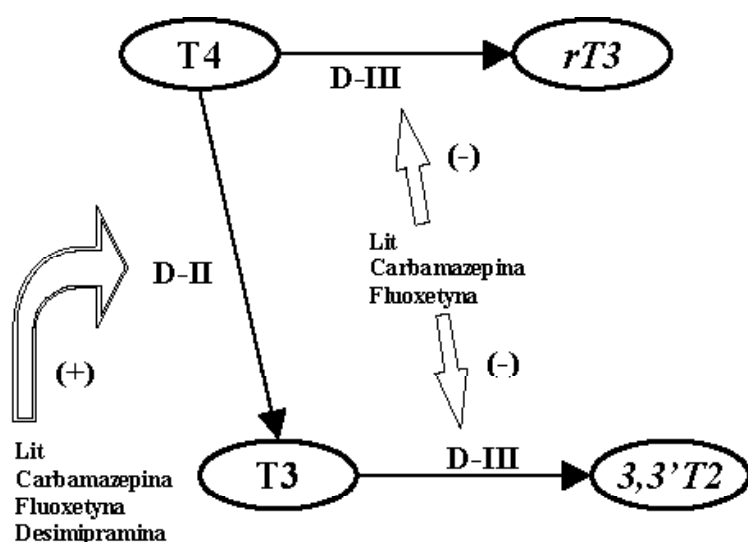 T4
D-III
rT3
(-)
Lit
Carbamazepina
Fluoxetyna
D-II
(+)
(-)
Lit
Carbamazepina
Fluoxetyna
Desimipramina
T3
D-III
3,3'T2